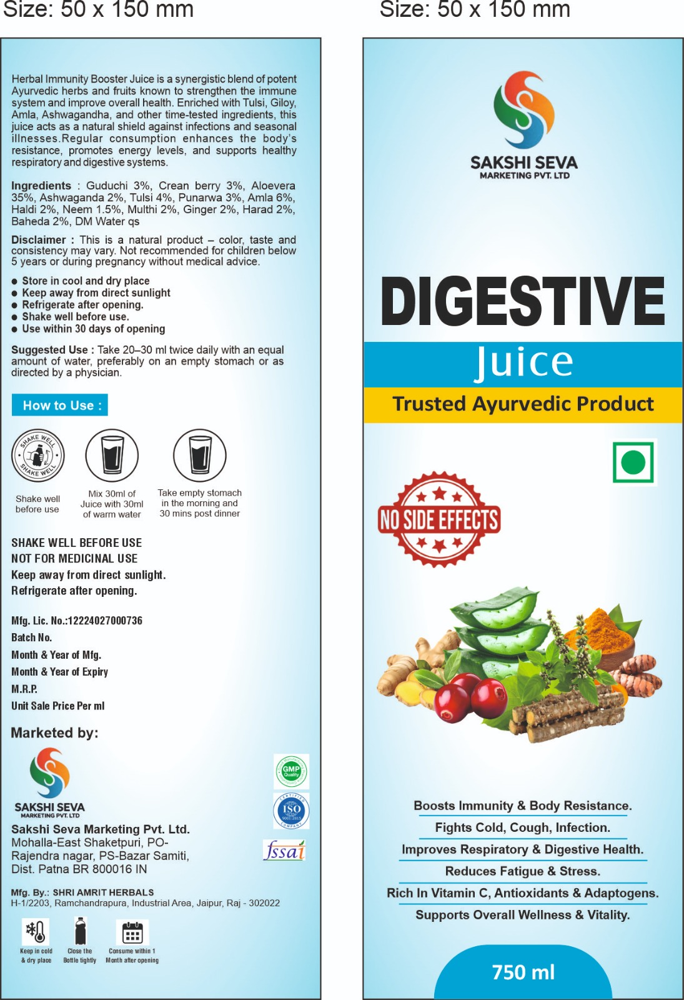 Size: 50 x 150 mm
Herbal Immunity Booster Juice is a synergistic blend of potent
Ayurvedic herbs and fruits known to strengthen the immune
system and improve overall health. Enriched with Tulsi, Giloy,
Amla, Ashwagandha, and other time-tested ingredients, this
juice acts as a natural shield against infections and seasonal
illnesses.Regular consumption enhances the body's
resistance, promotes energy levels, and supports healthy
respiratory and digestive systems.
Ingredients : Guduchi 3%, Crean berry 3%, Aloevera
35%, Ashwaganda 2%, Tulsi 4%, Punarwa 3%, Amla 6%,
Haldi 2%, Neem 1.5%, Multhi 2%, Ginger 2%, Harad 2%,
Baheda 2%, DM Water qs
Disclaimer : This is a natural product – color, taste and
consistency may vary. Not recommended for children below
5 years or during pregnancy without medical advice.
● Store in cool and dry place
● Keep away from direct sunlight
● Refrigerate after opening.
● Shake well before use.
● Use within 30 days of opening
Suggested Use : Take 20–30 ml twice daily with an equal
amount of water, preferably on an empty stomach or as
directed by a physician.
How to Use :
SHAKE WELL
SHAKE WELL
Shake well
before use
Mix 30ml of
Juice with 30ml
of warm water
Take empty stomach
in the morning and
30 mins post dinner
SHAKE WELL BEFORE USE
NOT FOR MEDICINAL USE
Keep away from direct sunlight.
Refrigerate after opening.
Mfg. Lic. No.:12224027000736
Batch No.
Month & Year of Mfg.
Month & Year of Expiry
M.R.P.
Unit Sale Price Per ml
Marketed by:
SAKSHI SEVA
MARKETING PVT. LTD
Sakshi Seva Marketing Pvt. Ltd.
Mohalla-East Shaketpuri, PO-
Rajendra nagar, PS-Bazar Samiti,
Dist. Patna BR 800016 IN
GMP
Quality
CERTIFIED
ISO
9001:2015
COMPANY
fssai
Mfg. By.: SHRI AMRIT HERBALS
H-1/2203, Ramchandrapura, Industrial Area, Jaipur, Raj - 302022
Keep in cold
& dry place
Close the
Bottle tightly
Consume within 1
Month after opening
Size: 50 x 150 mm
SAKSHI SEVA
MARKETING PVT. LTD
DIGESTIVE
Juice
Trusted Ayurvedic Product
NO SIDE EFFECTS
Boosts Immunity & Body Resistance.
Fights Cold, Cough, Infection.
Improves Respiratory & Digestive Health.
Reduces Fatigue & Stress.
Rich In Vitamin C, Antioxidants & Adaptogens.
Supports Overall Wellness & Vitality.
750 ml